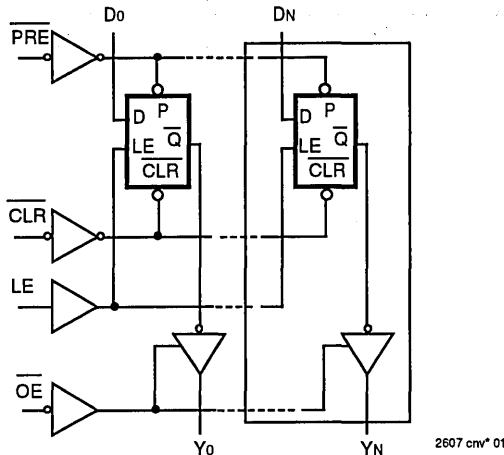 D0 DN
PRE
D P
LE Q
CLR
D P
LE Q
CLR
CLR
LE
OE
Y0 YN
2607 cnv* 01